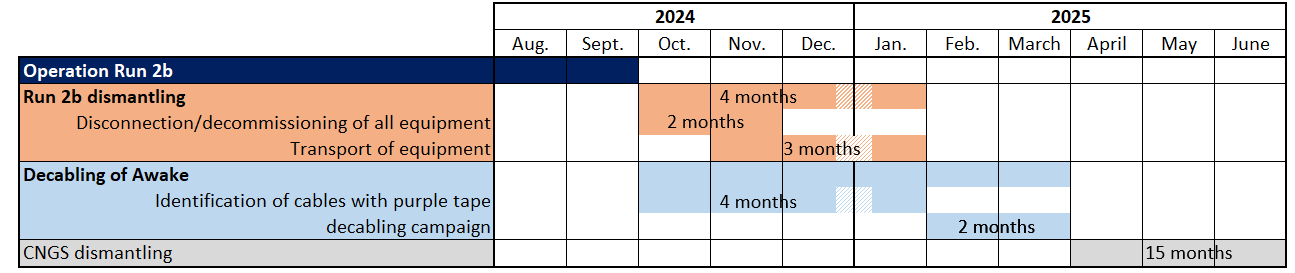 2024 2025
Aug. Sept. Oct. Nov. Dec. Jan. Feb. March April May June
Operation Run 2b
Run 2b dismantling 4 months
Disconnection/decommissioning of all equipment 2 months
Transport of equipment 3 months
Decabling of Awake
Identification of cables with purple tape 4 months
decabling campaign 2 months
CNGS dismantling 15 months